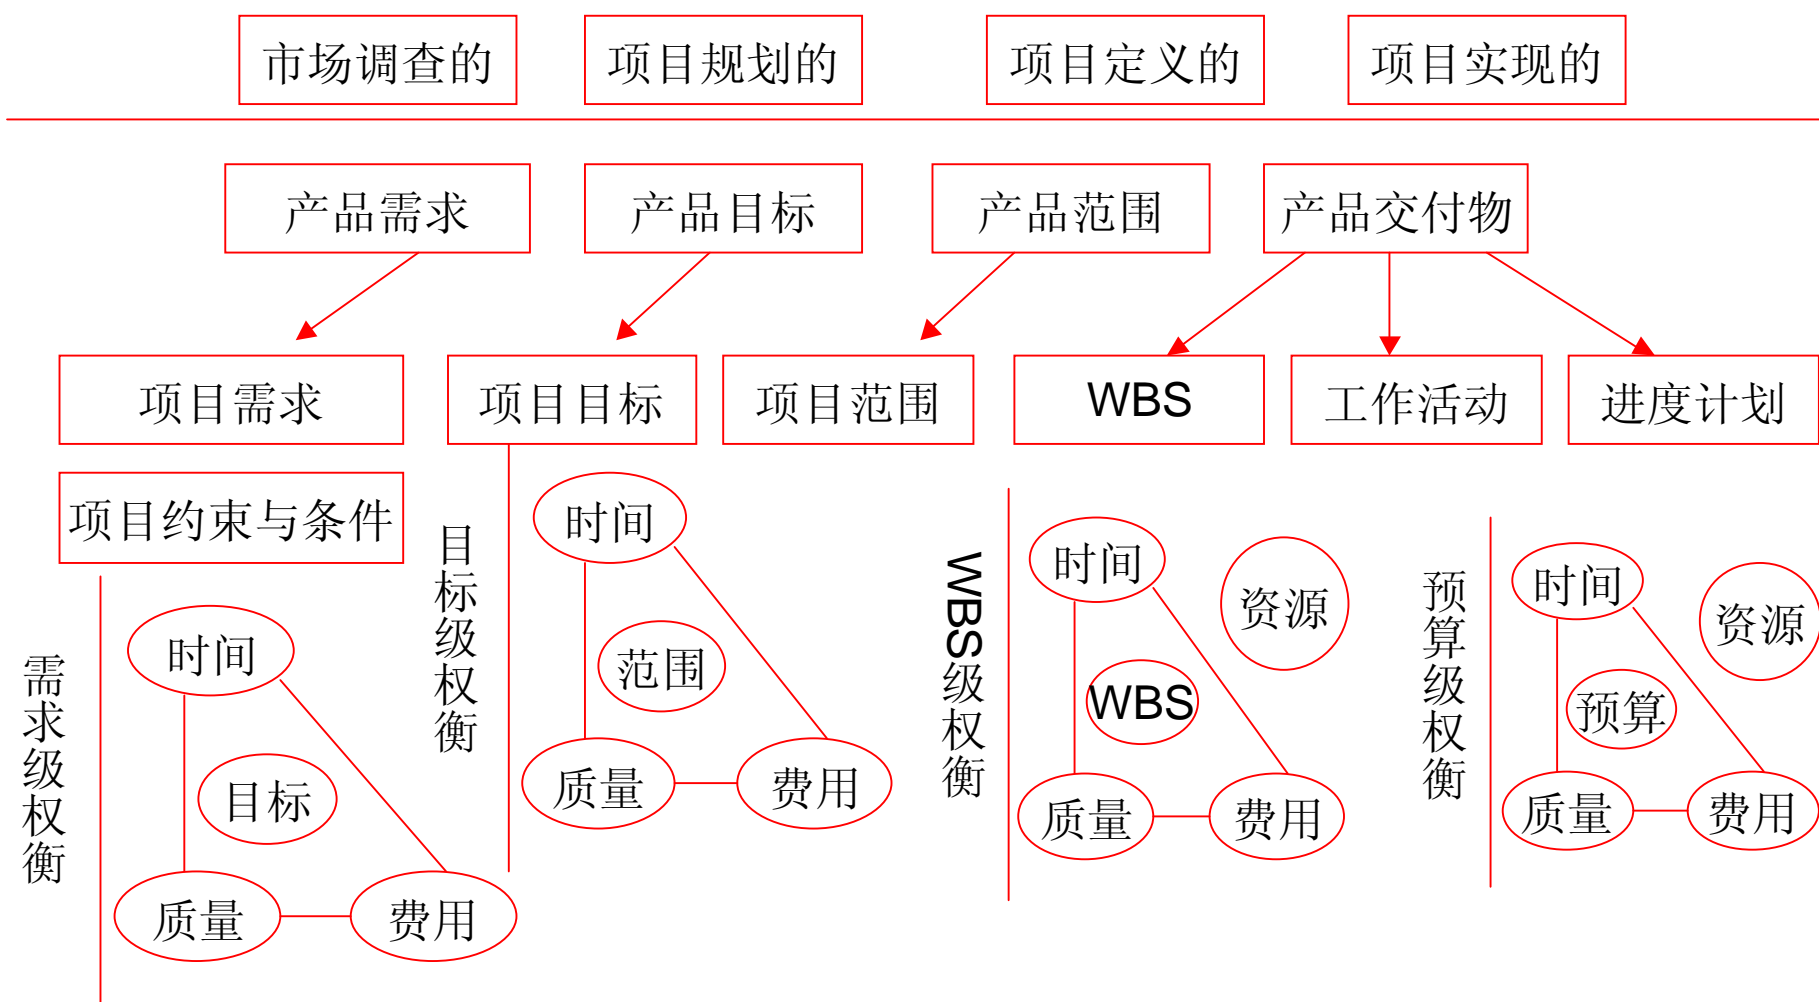 市场调查的
项目规划的
项目定义的
项目实现的
产品需求
产品目标
产品范围
产品交付物
项目需求
项目目标
项目范围
WBS
工作活动
进度计划
项目约束与条件
需求级权衡
时间
目标
质量
费用
目标级权衡
时间
范围
质量
费用
WBS级权衡
时间
资源
WBS
质量
费用
预算级权衡
时间
资源
预算
质量
费用